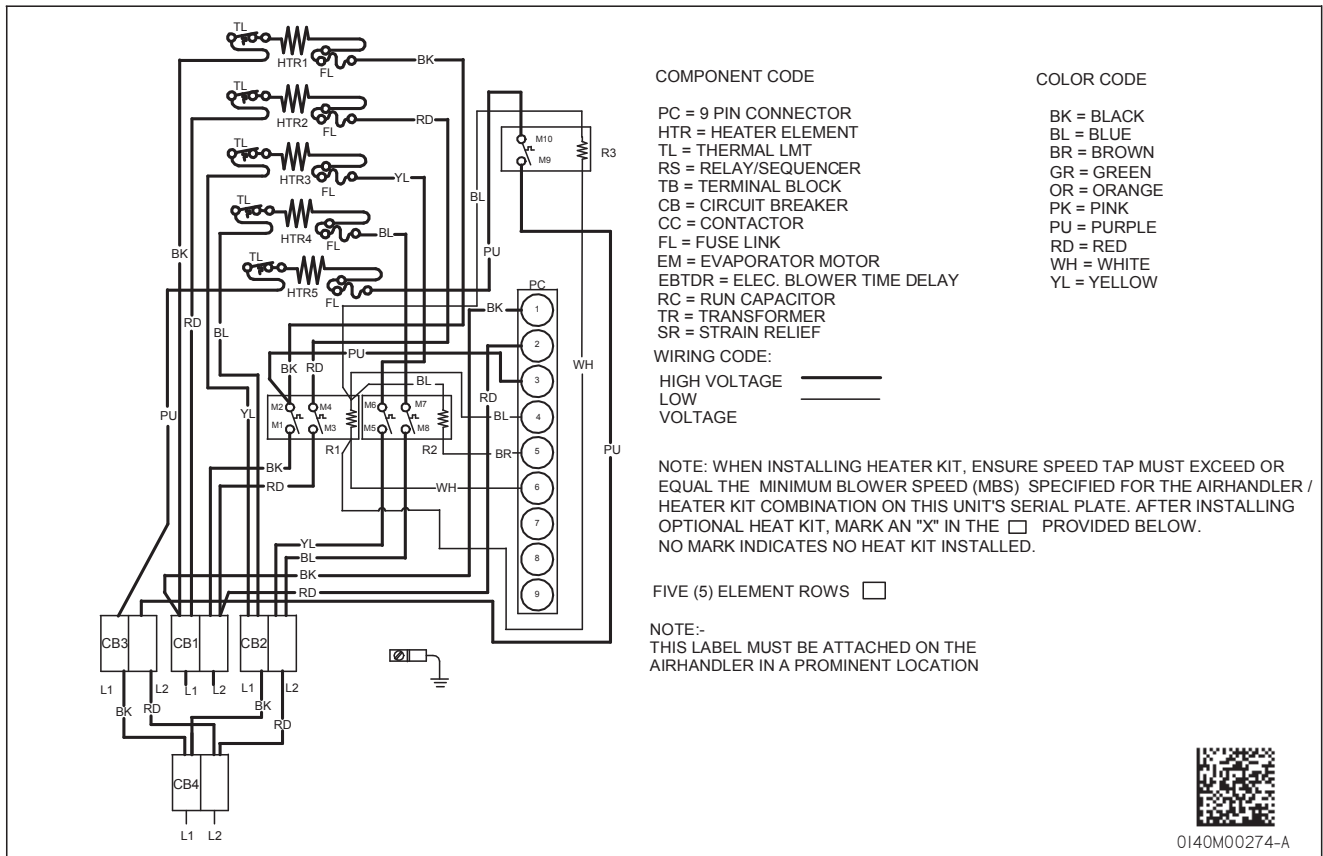 TL
HTR1
FL
BK
TL
HTR2
FL
RD
TL
HTR3
FL
YL
TL
HTR4
FL
BL
TL
HTR5
FL
BK
RD
BL
PU
YL
M10
M9
R3
BL
PU
WH
PU
PC
1
2
3
4
5
6
7
8
9
BK
PU
RD
BK
RD
BL
BL
BR
WH
M2
M4
M1
M3
R1
M6
M7
M5
M8
R2
BK
RD
YL
BL
BK
RD
CB3
CB1
CB2
L1
L2
L1
L2
L1
L2
BK
RD
BK
RD
CB4
L1
L2
COMPONENT CODE
PC = 9 PIN CONNECTOR
HTR = HEATER ELEMENT
TL = THERMAL LMT
RS = RELAY/SEQUENCER
TB = TERMINAL BLOCK
CB = CIRCUIT BREAKER
CC = CONTACTOR
FL = FUSE LINK
EM = EVAPORATOR MOTOR
EBTDR = ELEC. BLOWER TIME DELAY
RC = RUN CAPACITOR
TR = TRANSFORMER
SR = STRAIN RELIEF
COLOR CODE
BK = BLACK
BL = BLUE
BR = BROWN
GR = GREEN
OR = ORANGE
PK = PINK
PU = PURPLE
RD = RED
WH = WHITE
YL = YELLOW
WIRING CODE:
HIGH VOLTAGE
LOW
VOLTAGE
NOTE: WHEN INSTALLING HEATER KIT, ENSURE SPEED TAP MUST EXCEED OR
EQUAL THE MINIMUM BLOWER SPEED (MBS) SPECIFIED FOR THE AIRHANDLER /
HEATER KIT COMBINATION ON THIS UNIT'S SERIAL PLATE. AFTER INSTALLING
OPTIONAL HEAT KIT, MARK AN "X" IN THE □ PROVIDED BELOW.
NO MARK INDICATES NO HEAT KIT INSTALLED.
FIVE (5) ELEMENT ROWS □
NOTE:-
THIS LABEL MUST BE ATTACHED ON THE
AIRHANDLER IN A PROMINENT LOCATION
0140M00274-A